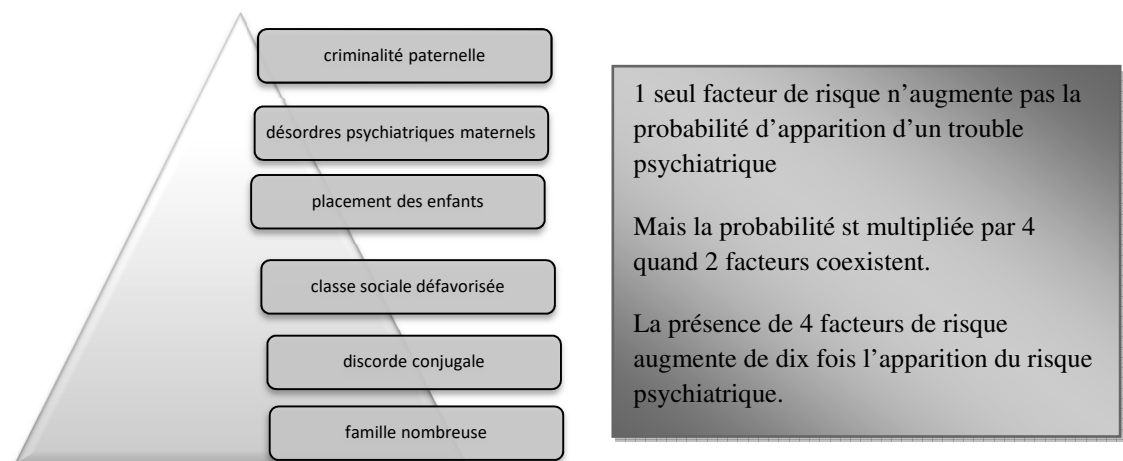 criminalité paternelle
désordres psychiatriques maternels
placement des enfants
classe sociale défavorisée
discorde conjugale
famille nombreuse
1 seul facteur de risque n’augmente pas la
probabilité d’apparition d’un trouble
psychiatrique
Mais la probabilité st multipliée par 4
quand 2 facteurs coexistent.
La présence de 4 facteurs de risque
augmente de dix fois l’apparition du risque
psychiatrique.